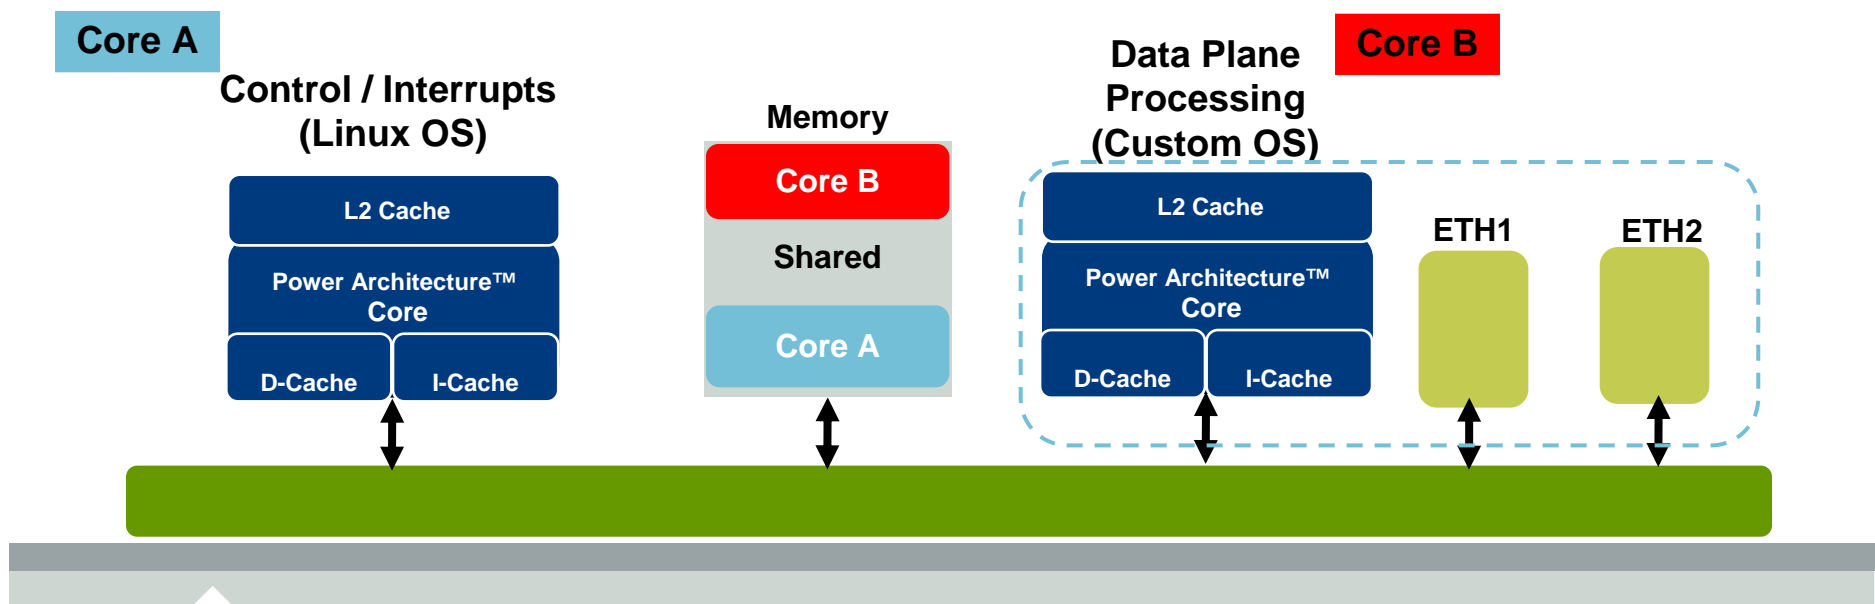 Core A
Control / Interrupts
(Linux OS)
L2 Cache
Power Architecture™
Core
D-Cache
I-Cache
Memory
Core B
Shared
Core A
Data Plane
Processing
(Custom OS)
Core B
L2 Cache
Power Architecture™
Core
D-Cache
I-Cache
ETH1
ETH2